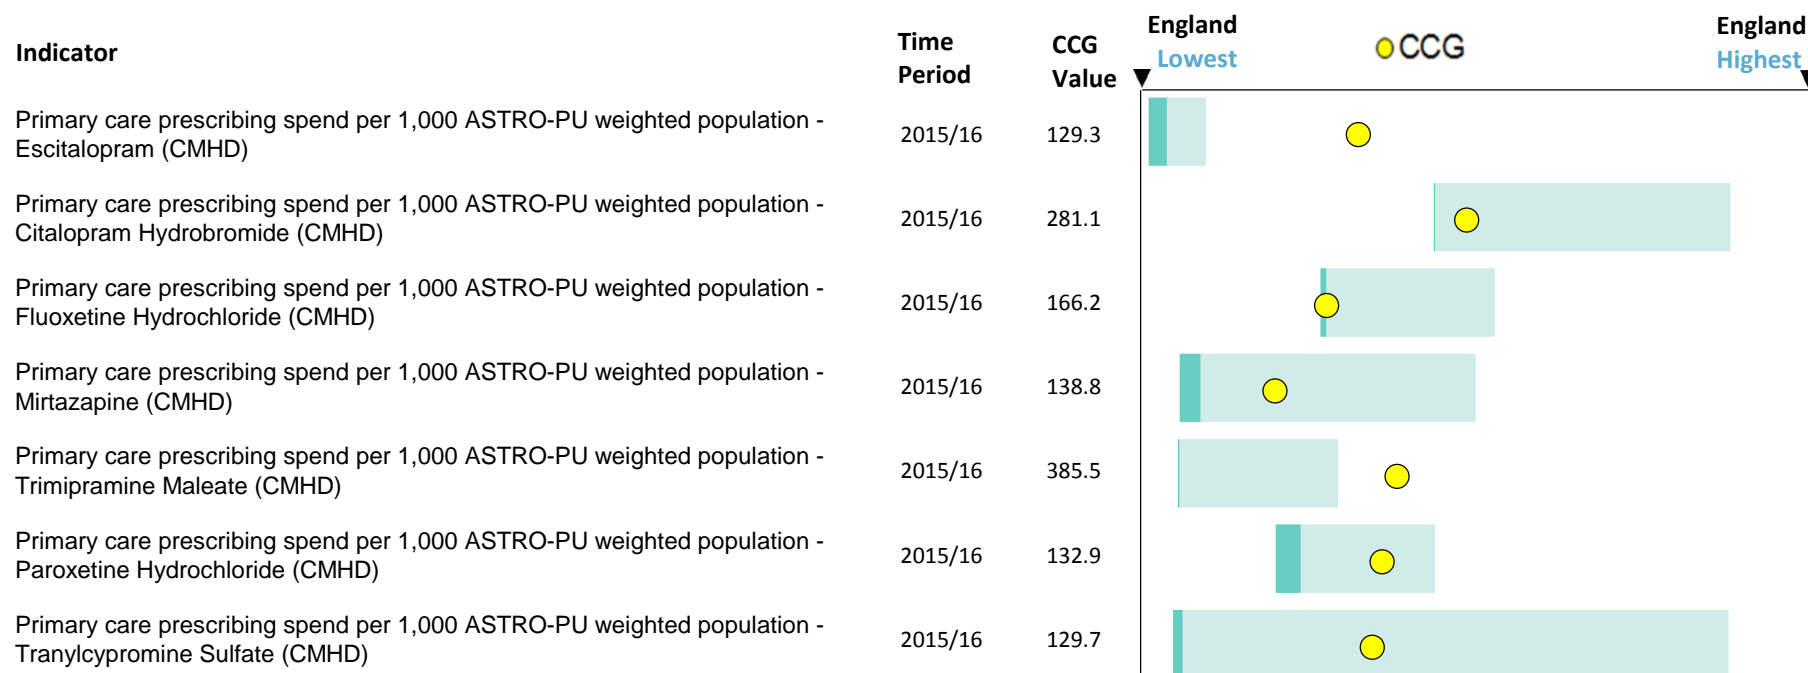 Indicator
Time Period
CCG Value
England Lowest
CCG
England Highest
Primary care prescribing spend per 1,000 ASTRO-PU weighted population -
Escitalopram (CMHD)
2015/16 129.3
Primary care prescribing spend per 1,000 ASTRO-PU weighted population -
Citalopram Hydrobromide (CMHD)
2015/16 281.1
Primary care prescribing spend per 1,000 ASTRO-PU weighted population -
Fluoxetine Hydrochloride (CMHD)
2015/16 166.2
Primary care prescribing spend per 1,000 ASTRO-PU weighted population -
Mirtazapine (CMHD)
2015/16 138.8
Primary care prescribing spend per 1,000 ASTRO-PU weighted population -
Trimipramine Maleate (CMHD)
2015/16 385.5
Primary care prescribing spend per 1,000 ASTRO-PU weighted population -
Paroxetine Hydrochloride (CMHD)
2015/16 132.9
Primary care prescribing spend per 1,000 ASTRO-PU weighted population -
Tranylcypromine Sulfate (CMHD)
2015/16 129.7